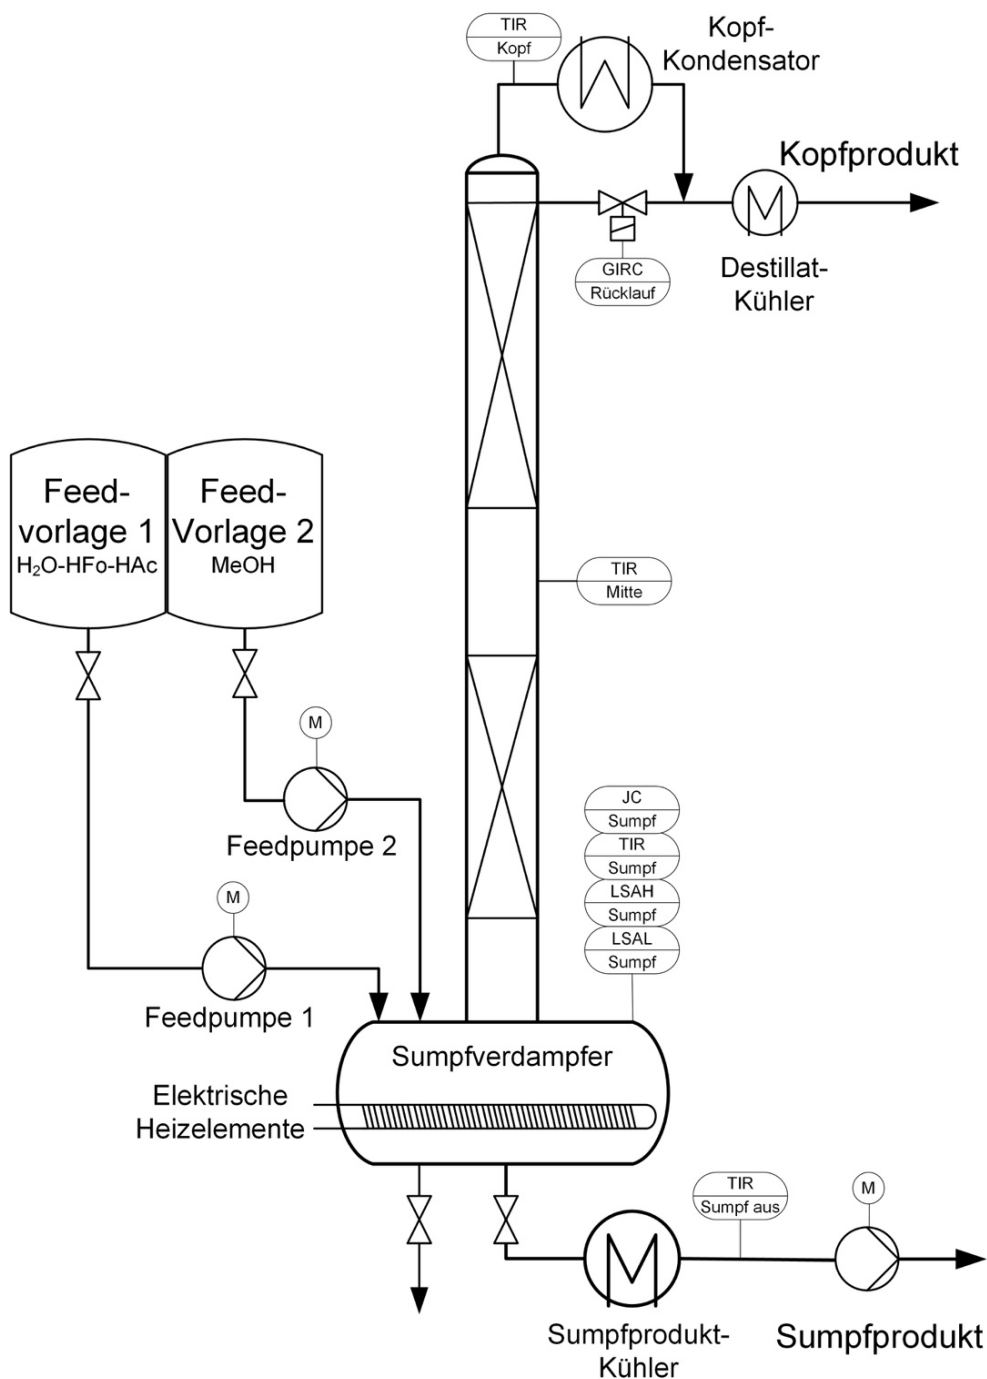 TIR
Kopf
Kopf-
Kondensator
Kopfprodukt
GIRC
Rücklauf
Destillat-
Kühler
Feed-
vorlage 1
H₂O-HFo-HAc
Feed-
Vorlage 2
MeOH
TIR
Mitte
M
Feedpumpe 2
JC
Sumpf
TIR
Sumpf
LSAH
Sumpf
LSAL
Sumpf
M
Feedpumpe 1
Sumpfverdampfer
Elektrische
Heizelemente
TIR
Sumpf aus
M
M
Sumpfprodukt-
Kühler
Sumpfprodukt
M
M